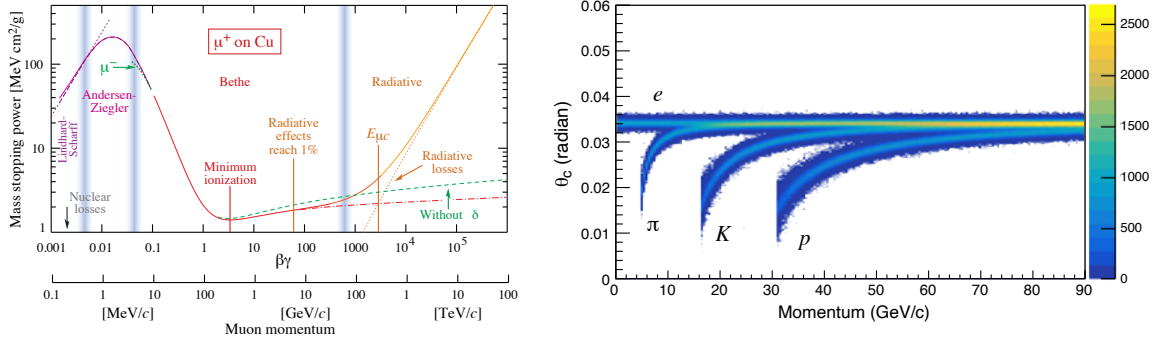 Mass stopping power [MeV cm²/g]
100
10
1
μ⁺ on Cu
μ⁻
Bethe
Radiative
Andersen-
Ziegler
Lindhard-
Scharff
Eμc
Radiative
effects
reach 1%
Radiative
losses
Minimum
ionization
Nuclear
losses
Without δ
0.001 0.01 0.1 1 10 100 1000 10⁴ 10⁵
βγ
0.1 1 10 100 1 10 100 1 10 100
[MeV/c] [GeV/c] [TeV/c]
Muon momentum
θc (radian)
0.06
0.05
0.04
0.03
0.02
0.01
0
e
π
K
p
0 10 20 30 40 50 60 70 80 90
Momentum (GeV/c)
2500
2000
1500
1000
500
0